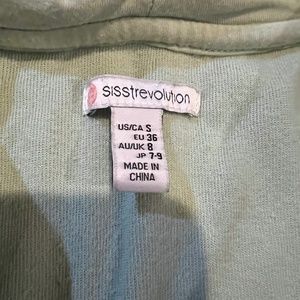 sisstrevolution
US/CA S
EU 36
AU/UK 8
JP 7-9
MADE IN
CHINA